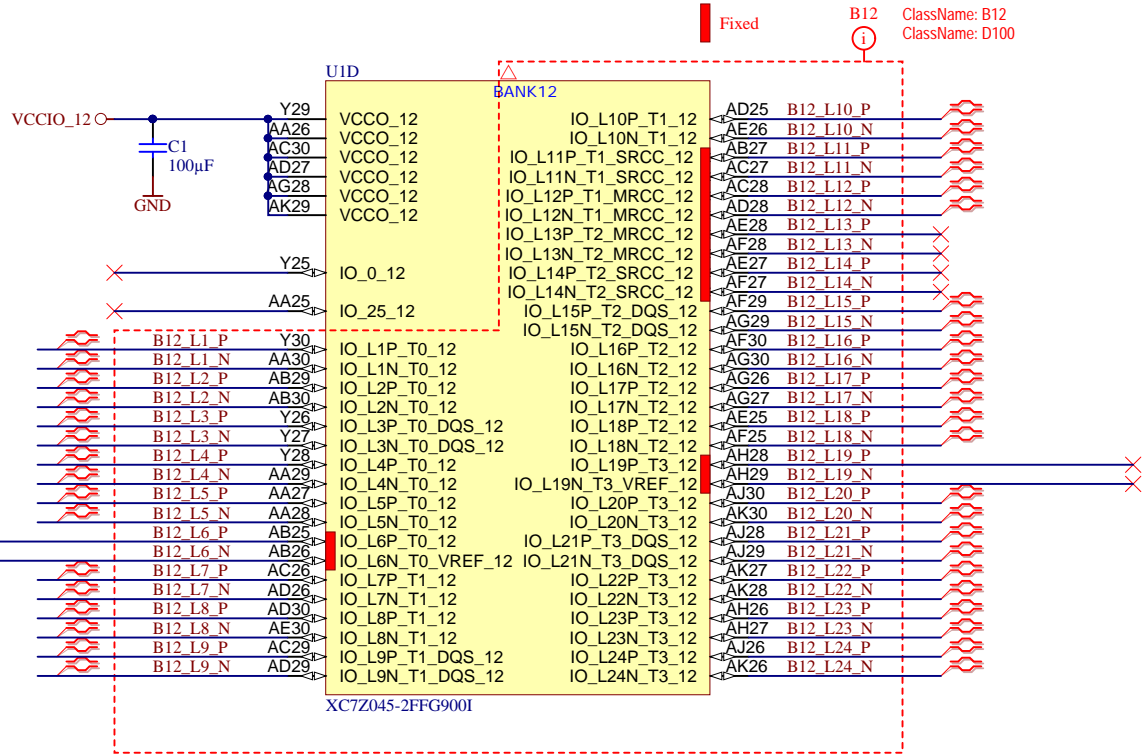 Fixed
B12
i
ClassName: B12
ClassName: D100
U1D
BANK12
VCCIO_12
C1
100µF
GND
Y29 VCCO_12
AA26 VCCO_12
AC30 VCCO_12
AD27 VCCO_12
AG28 VCCO_12
AK29 VCCO_12
Y25 IO_0_12
AA25 IO_25_12
B12_L1_P Y30 IO_L1P_T0_12
B12_L1_N AA30 IO_L1N_T0_12
B12_L2_P AB29 IO_L2P_T0_12
B12_L2_N AB30 IO_L2N_T0_12
B12_L3_P Y26 IO_L3P_T0_DQS_12
B12_L3_N Y27 IO_L3N_T0_DQS_12
B12_L4_P Y28 IO_L4P_T0_12
B12_L4_N AA29 IO_L4N_T0_12
B12_L5_P AA27 IO_L5P_T0_12
B12_L5_N AA28 IO_L5N_T0_12
B12_L6_P AB25 IO_L6P_T0_12
B12_L6_N AB26 IO_L6N_T0_VREF_12
B12_L7_P AC26 IO_L7P_T1_12
B12_L7_N AD26 IO_L7N_T1_12
B12_L8_P AD30 IO_L8P_T1_12
B12_L8_N AE30 IO_L8N_T1_12
B12_L9_P AC29 IO_L9P_T1_DQS_12
B12_L9_N AD29 IO_L9N_T1_DQS_12
IO_L10P_T1_12 AD25 B12_L10_P
IO_L10N_T1_12 AE26 B12_L10_N
IO_L11P_T1_SRCC_12 AB27 B12_L11_P
IO_L11N_T1_SRCC_12 AC27 B12_L11_N
IO_L12P_T1_MRCC_12 AC28 B12_L12_P
IO_L12N_T1_MRCC_12 AD28 B12_L12_N
IO_L13P_T2_MRCC_12 AE28 B12_L13_P
IO_L13N_T2_MRCC_12 AF28 B12_L13_N
IO_L14P_T2_SRCC_12 AE27 B12_L14_P
IO_L14N_T2_SRCC_12 AF27 B12_L14_N
IO_L15P_T2_DQS_12 AF29 B12_L15_P
IO_L15N_T2_DQS_12 AG29 B12_L15_N
IO_L16P_T2_12 AF30 B12_L16_P
IO_L16N_T2_12 AG30 B12_L16_N
IO_L17P_T2_12 AG26 B12_L17_P
IO_L17N_T2_12 AG27 B12_L17_N
IO_L18P_T2_12 AE25 B12_L18_P
IO_L18N_T2_12 AF25 B12_L18_N
IO_L19P_T3_12 AH28 B12_L19_P
IO_L19N_T3_VREF_12 AH29 B12_L19_N
IO_L20P_T3_12 AJ30 B12_L20_P
IO_L20N_T3_12 AK30 B12_L20_N
IO_L21P_T3_DQS_12 AJ28 B12_L21_P
IO_L21N_T3_DQS_12 AJ29 B12_L21_N
IO_L22P_T3_12 AK27 B12_L22_P
IO_L22N_T3_12 AK28 B12_L22_N
IO_L23P_T3_12 AH26 B12_L23_P
IO_L23N_T3_12 AH27 B12_L23_N
IO_L24P_T3_12 AJ26 B12_L24_P
IO_L24N_T3_12 AK26 B12_L24_N
XC7Z045-2FFG900I